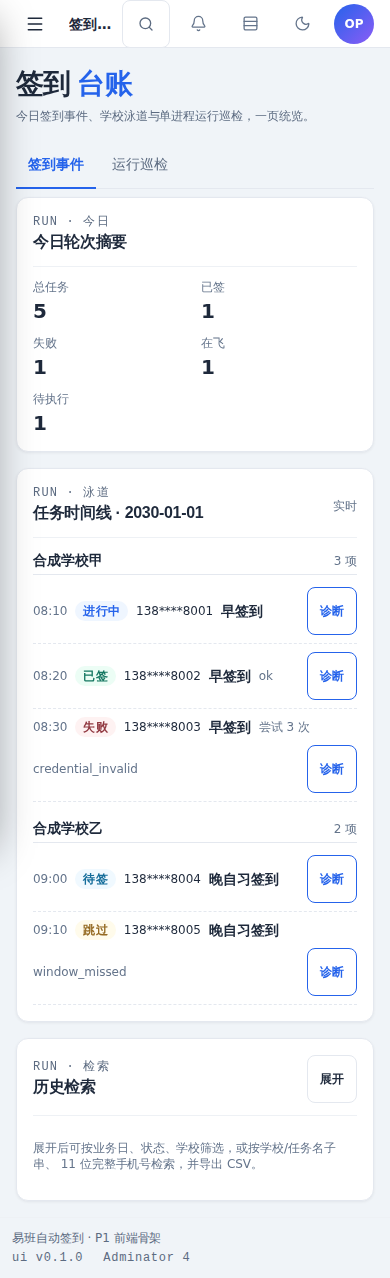 签到…
OP
签到 台账
今日签到事件、学校泳道与单进程运行巡检，一页统览。
签到事件 运行巡检
RUN · 今日
今日轮次摘要
总任务 已签
5 1
失败 在飞
1 1
待执行
1
RUN · 泳道
任务时间线 · 2030-01-01
实时
合成学校甲 3 项
08:10 进行中 138****8001 早签到 诊断
08:20 已签 138****8002 早签到 ok 诊断
08:30 失败 138****8003 早签到 尝试 3 次
credential_invalid 诊断
合成学校乙 2 项
09:00 待签 138****8004 晚自习签到 诊断
09:10 跳过 138****8005 晚自习签到
window_missed 诊断
RUN · 检索
历史检索
展开
展开后可按业务日、状态、学校筛选，或按学校/任务名子
串、 11 位完整手机号检索，并导出 CSV。
易班自动签到 · P1 前端骨架
ui v0.1.0 Adminator 4